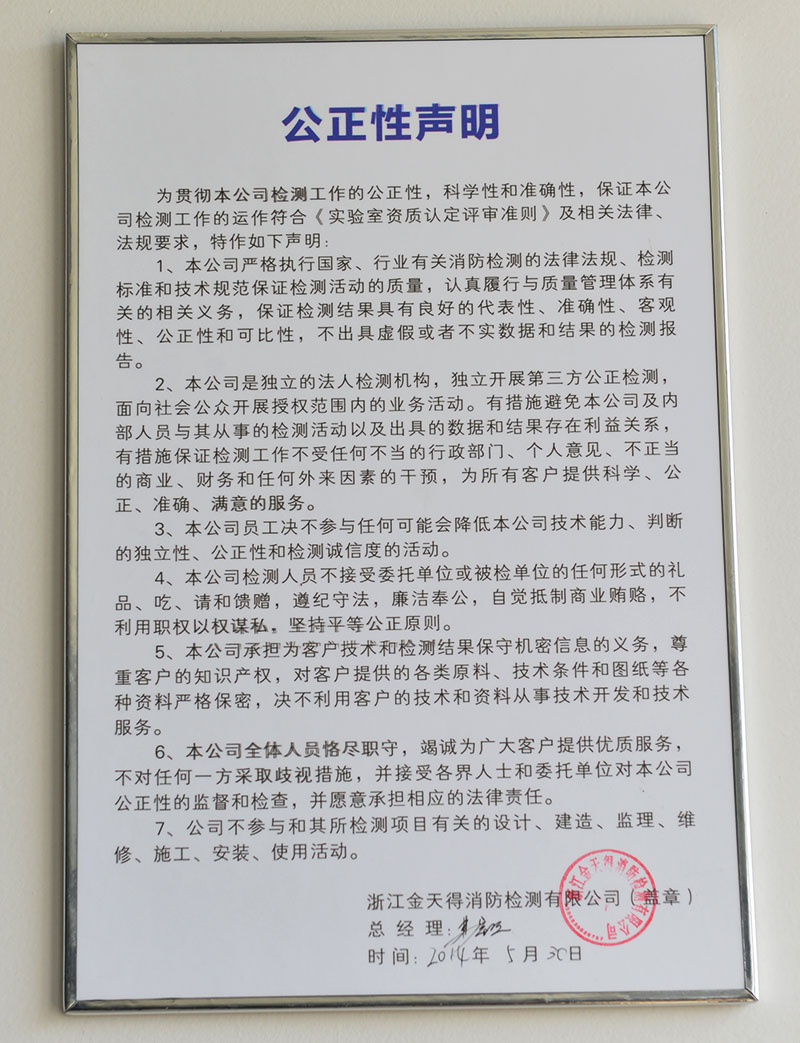 公正性声明
为贯彻本公司检测工作的公正性，科学性和准确性，保证本公
司检测工作的运作符合《实验室资质认定评审准则》及相关法律、
法规要求，特作如下声明：
1、本公司严格执行国家、行业有关消防检测的法律法规、检测
标准和技术规范保证检测活动的质量，认真履行与质量管理体系有
关的相关义务，保证检测结果具有良好的代表性、准确性、客观
性、公正性和可比性，不出具虚假或者不实数据和结果的检测报
告。
2、本公司是独立的法人检测机构，独立开展第三方公正检测，
面向社会公众开展授权范围内的业务活动。有措施避免本公司及内
部人员与其从事的检测活动以及出具的数据和结果存在利益关系，
有措施保证检测工作不受任何不当的行政部门、个人意见、不正当
的商业、财务和任何外来因素的干预，为所有客户提供科学、公
正、准确、满意的服务。
3、本公司员工决不参与任何可能会降低本公司技术能力、判断
的独立性、公正性和检测诚信度的活动。
4、本公司检测人员不接受委托单位或被检单位的任何形式的礼
品、吃、请和馈赠，遵纪守法，廉洁奉公，自觉抵制商业贿赂，不
利用职权以权谋私，坚持平等公正原则。
5、本公司承担为客户技术和检测结果保守机密信息的义务，尊
重客户的知识产权，对客户提供的各类原料、技术条件和图纸等各
种资料严格保密，决不利用客户的技术和资料从事技术开发和技术
服务。
6、本公司全体人员恪尽职守，竭诚为广大客户提供优质服务，
不对任何一方采取歧视措施，并接受各界人士和委托单位对本公司
公正性的监督和检查，并愿意承担相应的法律责任。
7、公司不参与和其所检测项目有关的设计、建造、监理、维
修、施工、安装、使用活动。
浙江金天得消防检测有限公司（盖章）
浙江金天得消防检测有限公司
总经理：
时间：2014年5月30日